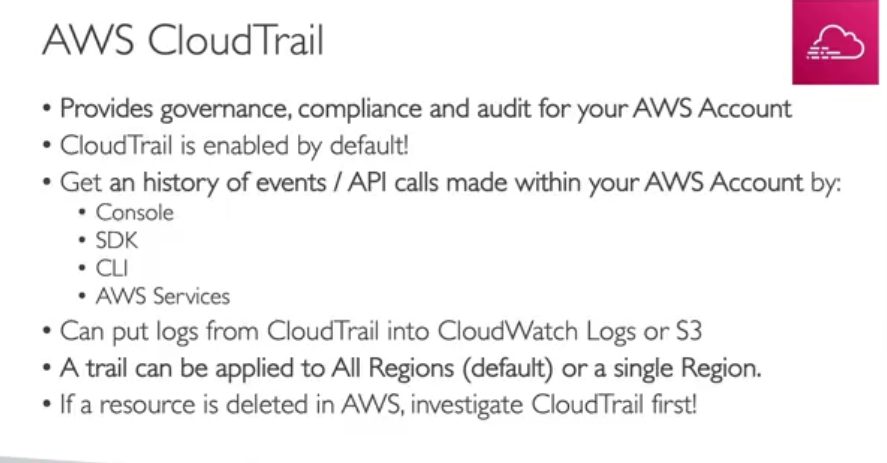 AWS CloudTrail
• Provides governance, compliance and audit for your AWS Account
• CloudTrail is enabled by default!
• Get an history of events / API calls made within your AWS Account by:
• Console
• SDK
• CLI
• AWS Services
• Can put logs from CloudTrail into CloudWatch Logs or S3
• A trail can be applied to All Regions (default) or a single Region.
• If a resource is deleted in AWS, investigate CloudTrail first!